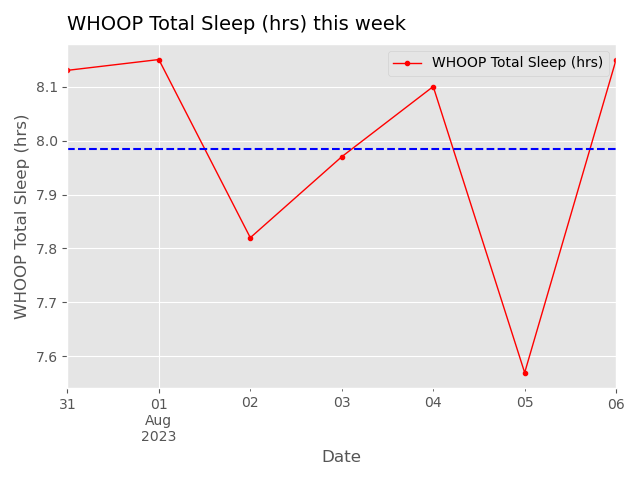 WHOOP Total Sleep (hrs) this week
WHOOP Total Sleep (hrs)
WHOOP Total Sleep (hrs)
8.1
8.0
7.9
7.8
7.7
7.6
31 01 02 03 04 05 06
Aug
2023
Date